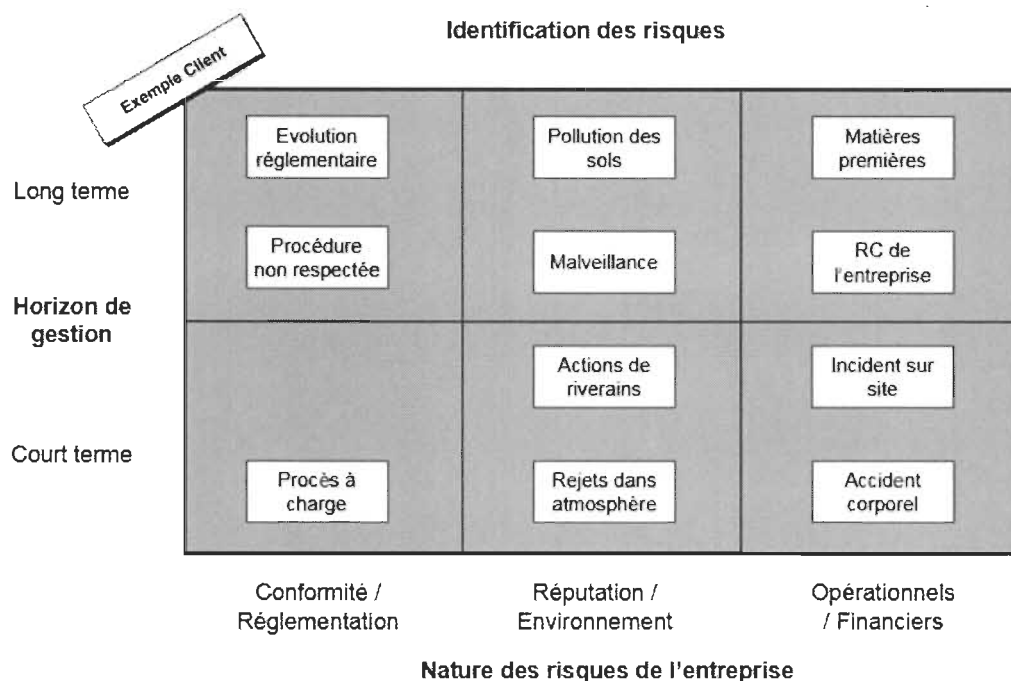 Identification des risques
Exemple Client
Evolution
réglementaire
Pollution des
sols
Matières
premières
Long terme
Procédure
non respectée
Malveillance
RC de
l'entreprise
Horizon de
gestion
Actions de
riverains
Incident sur
site
Court terme
Procès à
charge
Rejets dans
atmosphère
Accident
corporel
Conformité /
Réglementation
Réputation /
Environnement
Opérationnels
/ Financiers
Nature des risques de l'entreprise